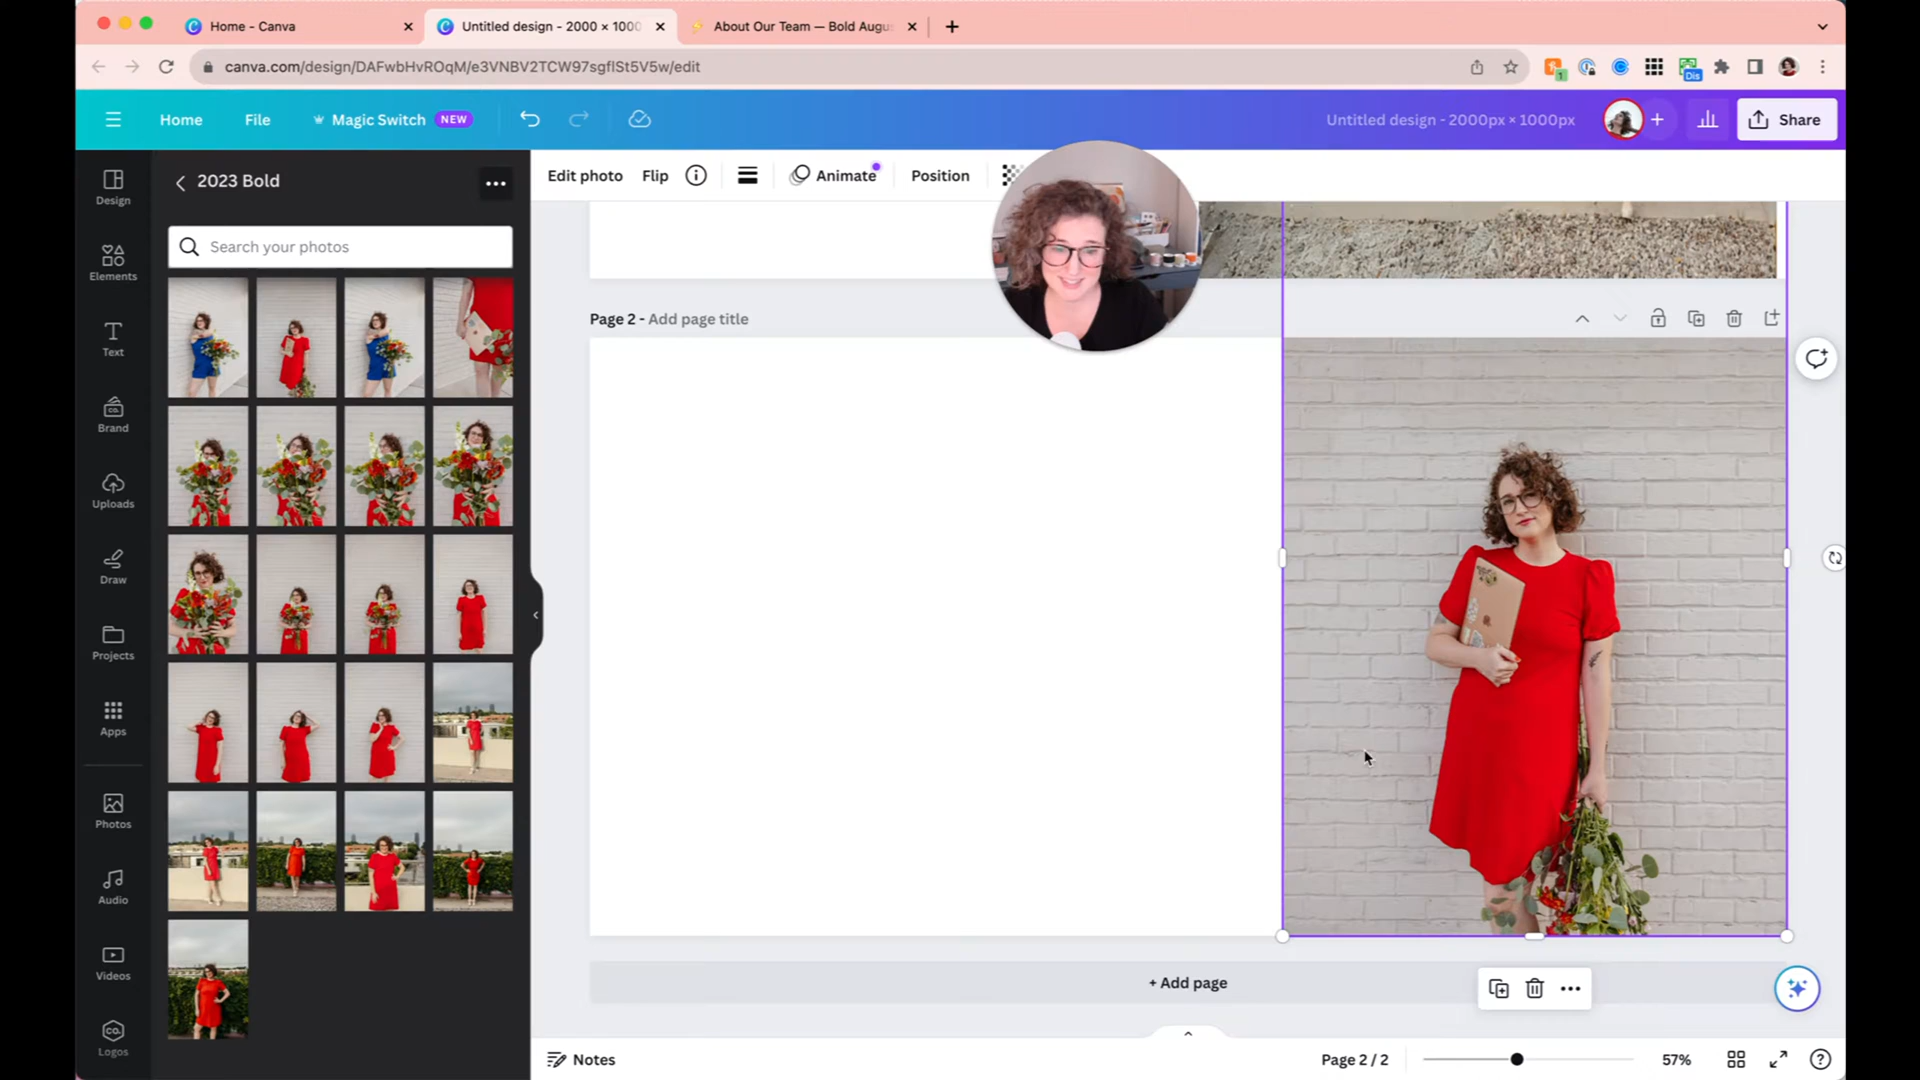 Home - Canva
Untitled design - 2000 × 1000
About Our Team — Bold Augu
canva.com/design/DAFwbHvROqM/e3VNBV2TCW97sgflSt5V5w/edit
1
Dis
Home
File
Magic Switch
NEW
Untitled design - 2000px × 1000px
Share
Design
Elements
Text
Brand
Uploads
Draw
Projects
Apps
Photos
Audio
Videos
Logos
2023 Bold
Search your photos
Edit photo
Flip
Animate
Position
Page 2 - Add page title
+ Add page
Notes
Page 2 / 2
57%